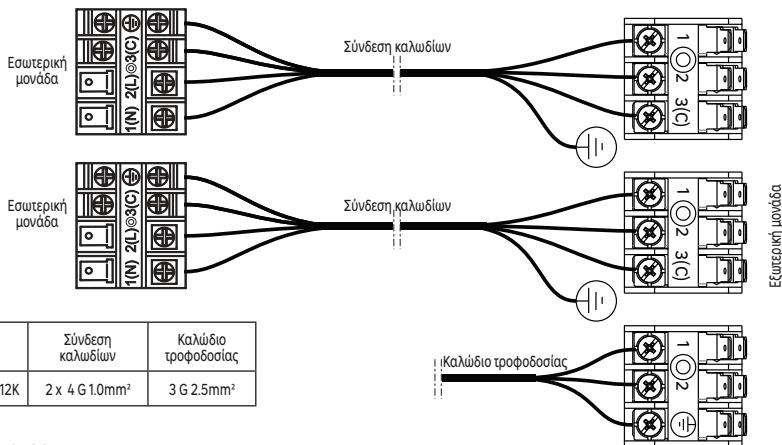 Εσωτερική
μονάδα
1(N) 2(L) 3(C)
Σύνδεση καλωδίων
1 2 3(C)
Εσωτερική
μονάδα
1(N) 2(L) 3(C)
Σύνδεση καλωδίων
1 2 3(C)
Εξωτερική μονάδα
Σύνδεση
καλωδίων
Καλώδιο
τροφοδοσίας
12K
2 x 4 G 1.0mm²
3 G 2.5mm²
Καλώδιο τροφοδοσίας
1 2